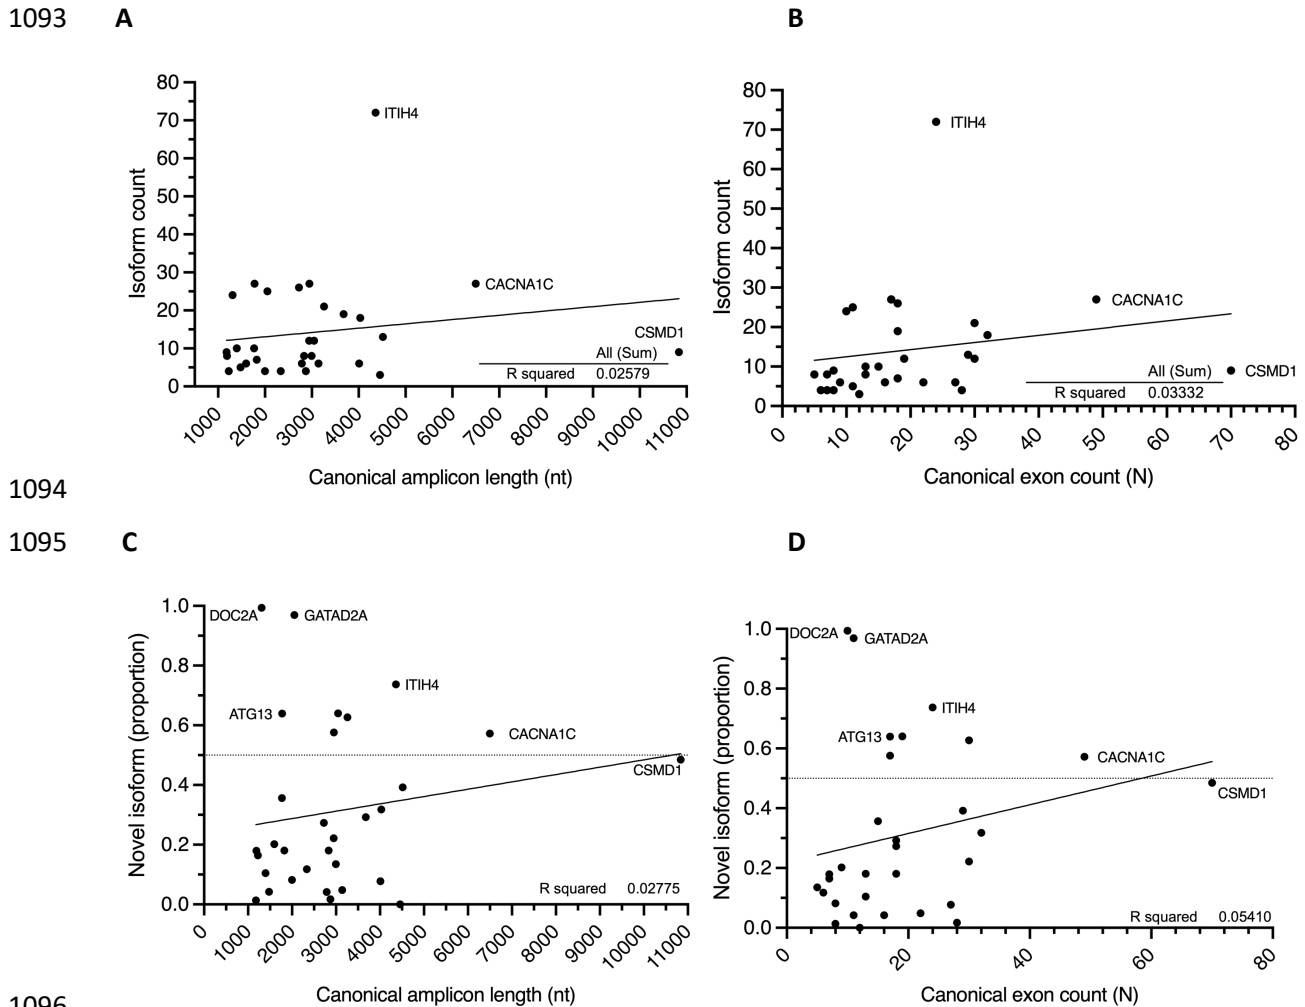 1093
A
B
80
70
60
50
40
30
20
10
0
Isoform count
ITIH4
CACNA1C
CSMD1
All (Sum)
R squared 0.02579
1000 2000 3000 4000 5000 6000 7000 8000 9000 10000 11000
Canonical amplicon length (nt)
80
70
60
50
40
30
20
10
0
Isoform count
ITIH4
CACNA1C
CSMD1
All (Sum)
R squared 0.03332
0 10 20 30 40 50 60 70 80
Canonical exon count (N)
1094
1095
C
D
1.0
0.8
0.6
0.4
0.2
0.0
Novel isoform (proportion)
DOC2A
GATAD2A
ITIH4
ATG13
CACNA1C
CSMD1
R squared 0.02775
0 1000 2000 3000 4000 5000 6000 7000 8000 9000 10000 11000
Canonical amplicon length (nt)
1.0
0.8
0.6
0.4
0.2
0.0
Novel isoform (proportion)
DOC2A
GATAD2A
ITIH4
ATG13
CACNA1C
CSMD1
R squared 0.05410
0 20 40 60 80
Canonical exon count (N)
1096